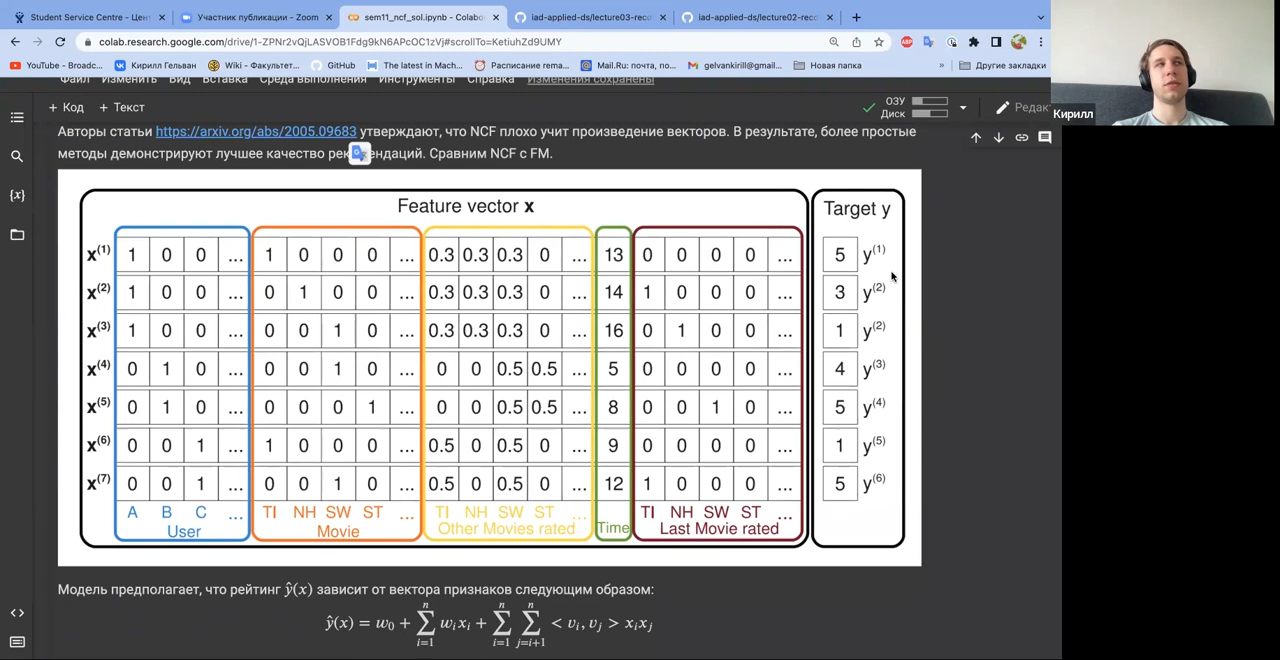 Student Service Centre - Цент
Участник публикации - Zoom
sem11_ncf_sol.ipynb - Colabo
iad-applied-ds/lecture03-reco
iad-applied-ds/lecture02-reco
colab.research.google.com/drive/1-ZPNr2vQjLASVOB1Fdg9kN6APcOC1zVj#scrollTo=KetiuhZd9UMY
YouTube - Broadc...
Кирилл Гельван
Wiki - Факультет...
GitHub
The latest in Mach...
Расписание rema...
Mail.Ru: почта, по...
gelvankirill@gmail....
Новая папка
»
Другие закладки
Файл Изменить Вид Вставка Среда выполнения Инструменты Справка Изменения сохранены
+ Код + Текст
ОЗУ
Диск
Редак
Кирилл
Авторы статьи https://arxiv.org/abs/2005.09683 утверждают, что NCF плохо учит произведение векторов. В результате, более простые
методы демонстрируют лучшее качество рек ендаций. Сравним NCF с FM.
Feature vector x Target y
x(1) 1 0 0 ... 1 0 0 0 ... 0.3 0.3 0.3 0 ... 13 0 0 0 0 ... 5 y(1)
x(2) 1 0 0 ... 0 1 0 0 ... 0.3 0.3 0.3 0 ... 14 1 0 0 0 ... 3 y(2)
x(3) 1 0 0 ... 0 0 1 0 ... 0.3 0.3 0.3 0 ... 16 0 1 0 0 ... 1 y(2)
x(4) 0 1 0 ... 0 0 1 0 ... 0 0 0.5 0.5 ... 5 0 0 0 0 ... 4 y(3)
x(5) 0 1 0 ... 0 0 0 1 ... 0 0 0.5 0.5 ... 8 0 0 1 0 ... 5 y(4)
x(6) 0 0 1 ... 1 0 0 0 ... 0.5 0 0.5 0 ... 9 0 0 0 0 ... 1 y(5)
x(7) 0 0 1 ... 0 0 1 0 ... 0.5 0 0.5 0 ... 12 1 0 0 0 ... 5 y(6)
A B C ... TI NH SW ST ... TI NH SW ST ... Time TI NH SW ST ...
User Movie Other Movies rated Last Movie rated
Модель предполагает, что рейтинг ŷ(x) зависит от вектора признаков следующим образом:
ŷ(x) = w₀ + ∑_{i=1}^{n} wᵢxᵢ + ∑_{i=1}^{n} ∑_{j=i+1}^{n} < vᵢ, vⱼ > xᵢxⱼ